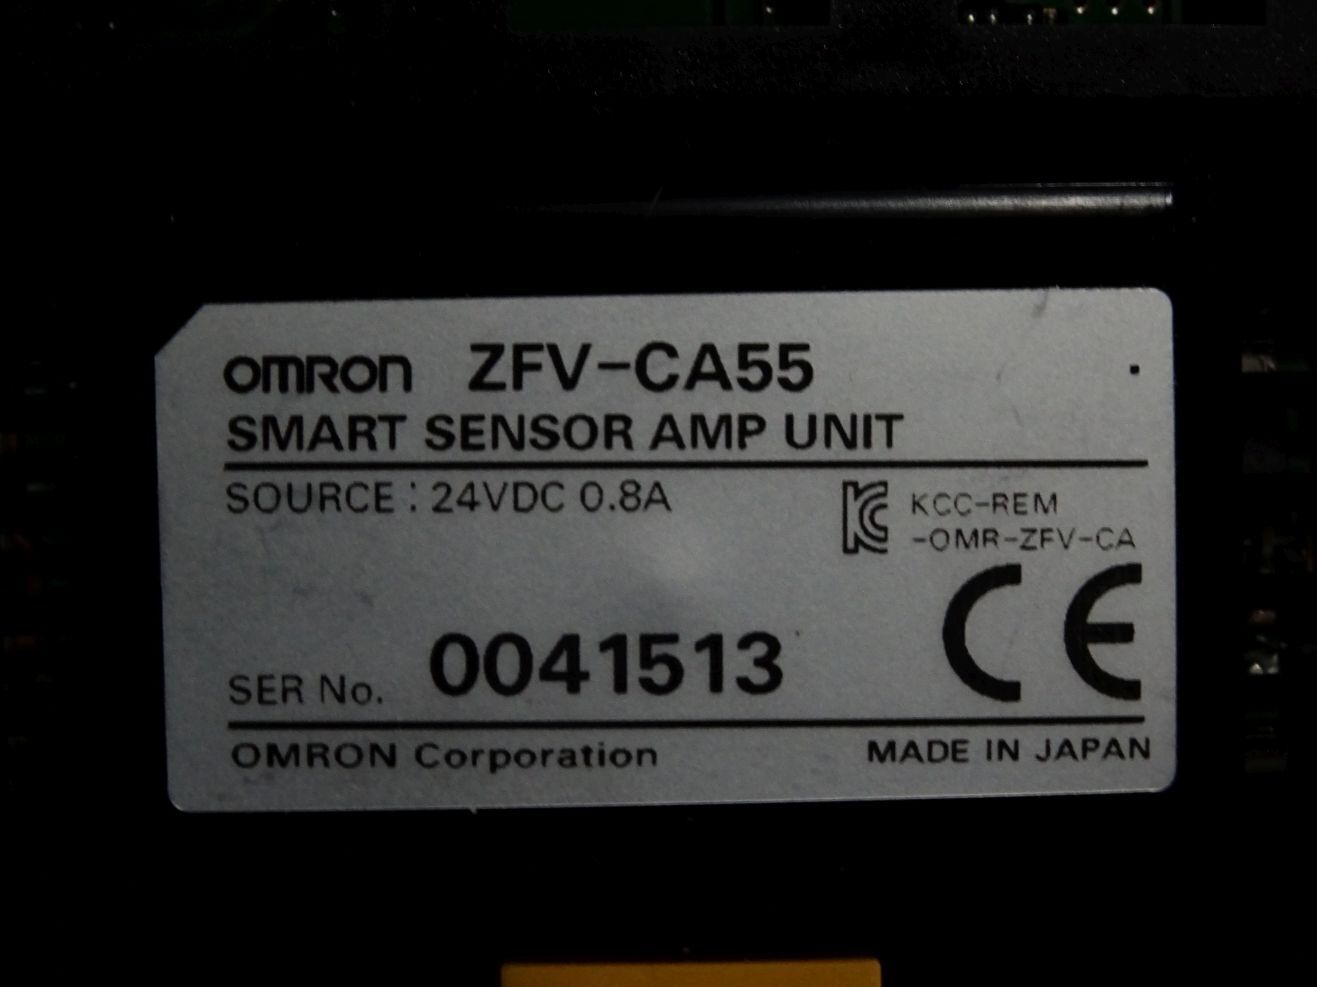 OMRON ZFV-CA55
SMART SENSOR AMP UNIT
SOURCE : 24VDC 0.8A
KCC-REM
-OMR-ZFV-CA
CE
SER No. 0041513
OMRON Corporation MADE IN JAPAN